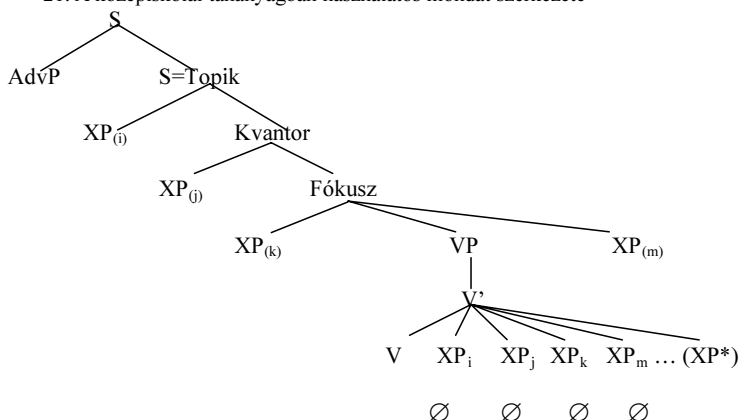 S
AdvP S=Topik
XP(i) Kvantor
XP(j) Fókusz
XP(k) VP XP(m)
V’
V XPi XPj XPk XPm … (XP*)
∅ ∅ ∅ ∅